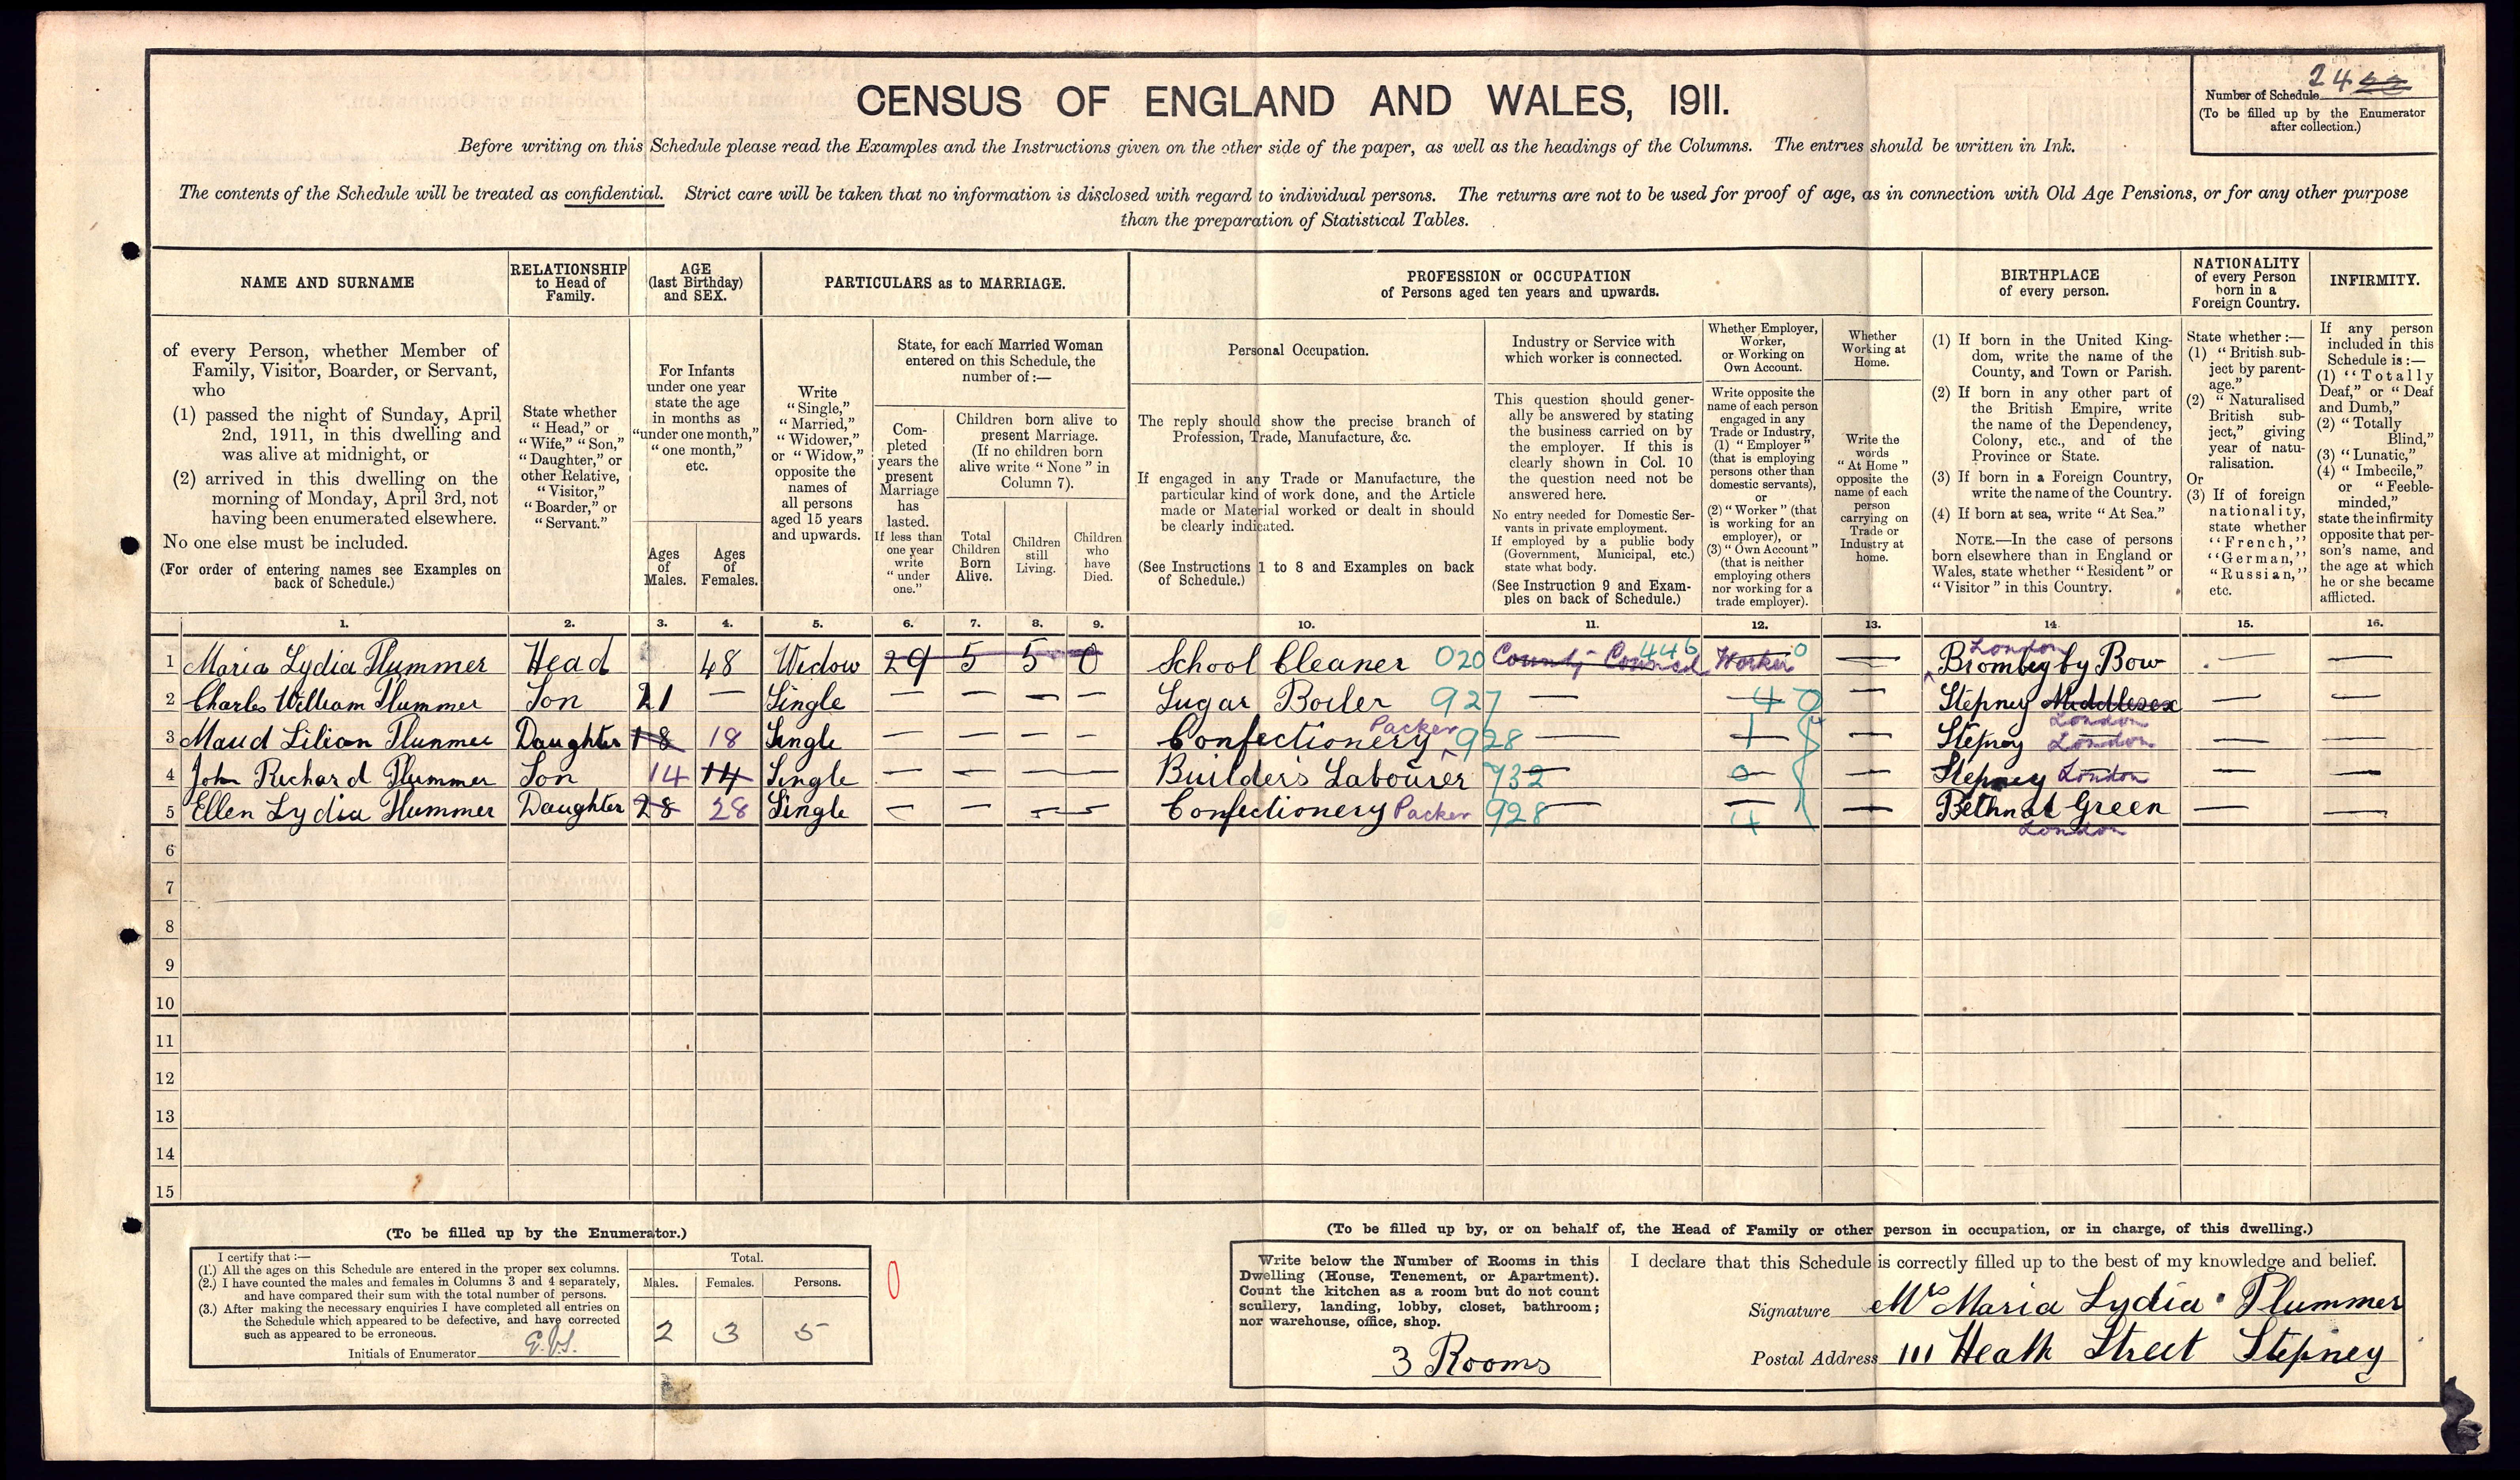 24 22
Number of Schedule
(To be filled up by the Enumerator
after collection.)
CENSUS OF ENGLAND AND WALES, 1911.
Before writing on this Schedule please read the Examples and the Instructions given on the other side of the paper, as well as the headings of the Columns. The entries should be written in Ink.
The contents of the Schedule will be treated as confidential. Strict care will be taken that no information is disclosed with regard to individual persons. The returns are not to be used for proof of age, as in connection with Old Age Pensions, or for any other purpose
than the preparation of Statistical Tables.
NAME AND SURNAME
of every Person, whether Member of
Family, Visitor, Boarder, or Servant,
who
(1) passed the night of Sunday, April
2nd, 1911, in this dwelling and
was alive at midnight, or
(2) arrived in this dwelling on the
morning of Monday, April 3rd, not
having been enumerated elsewhere.
No one else must be included.
(For order of entering names see Examples on
back of Schedule.)
RELATIONSHIP
to Head of
Family.
State whether
"Head," or
"Wife," "Son,"
"Daughter," or
other Relative,
"Visitor,"
"Boarder," or
"Servant."
AGE
(last Birthday)
and SEX.
For Infants
under one year
state the age
in months as
"under one month,"
"one month,"
etc.
Ages
of
Males.
Ages
of
Females.
PARTICULARS as to MARRIAGE.
Write
"Single,"
"Married,"
"Widower,"
or "Widow,"
opposite the
names of
all persons
aged 15 years
and upwards.
State, for each Married Woman
entered on this Schedule, the
number of:—
Com-
pleted
years the
present
Marriage
has
lasted.
If less than
one year
write
"under
one."
Children born alive to
present Marriage.
(If no children born
alive write "None" in
Column 7).
Total
Children
Born
Alive.
Children
still
Living.
Children
who
have
Died.
PROFESSION or OCCUPATION
of Persons aged ten years and upwards.
Personal Occupation.
The reply should show the precise branch of
Profession, Trade, Manufacture, &c.
If engaged in any Trade or Manufacture, the
particular kind of work done, and the Article
made or Material worked or dealt in should
be clearly indicated.
(See Instructions 1 to 8 and Examples on back
of Schedule.)
Industry or Service with
which worker is connected.
This question should gener-
ally be answered by stating
the business carried on by
the employer. If this is
clearly shown in Col. 10
the question need not be
answered here.
No entry needed for Domestic Ser-
vants in private employment.
If employed by a public body
(Government, Municipal, etc.)
state what body.
(See Instruction 9 and Exam-
ples on back of Schedule.)
Whether Employer,
Worker,
or Working on
Own Account.
Write opposite the
name of each person
engaged in any
Trade or Industry,
(1) "Employer"
(that is employing
persons other than
domestic servants),
or
(2) "Worker" (that
is working for an
employer), or
(3) "Own Account"
(that is neither
employing others
nor working for a
trade employer).
Whether
Working at
Home.
Write the
words
"At Home"
opposite the
name of each
person
carrying on
Trade or
Industry at
home.
BIRTHPLACE
of every person.
(1) If born in the United King-
dom, write the name of the
County, and Town or Parish.
(2) If born in any other part of
the British Empire, write
the name of the Dependency,
Colony, etc., and of the
Province or State.
(3) If born in a Foreign Country,
write the name of the Country.
(4) If born at sea, write "At Sea."
NOTE.—In the case of persons
born elsewhere than in England or
Wales, state whether "Resident" or
"Visitor" in this Country.
NATIONALITY
of every Person
born in a
Foreign Country.
State whether:—
(1) "British sub-
ject by parent-
age."
(2) "Naturalised
British sub-
ject," giving
year of natu-
ralisation.
Or
(3) If of foreign
nationality,
state whether
"French,"
"German,"
"Russian,"
etc.
INFIRMITY.
If any person
included in this
Schedule is:—
(1) "Totally
Deaf," or "Deaf
and Dumb,"
(2) "Totally
Blind,"
(3) "Lunatic,"
(4) "Imbecile,"
or "Feeble-
minded,"
state the infirmity
opposite that per-
son's name, and
the age at which
he or she became
afflicted.
1. 2. 3. 4. 5. 6. 7. 8. 9. 10. 11. 12. 13. 14. 15. 16.
1 Maria Lydia Plummer Head 48 Widow 29 5 5 0 School Cleaner 020 County Council 446 Worker 0 — London Bromley by Bow — —
2 Charles William Plummer Son 21 — Single — — — — Sugar Boiler 927 — 4 — Stepney Middlesex London — —
3 Maud Lilian Plummer Daughter 18 18 Single — — — — Confectionery Packer 928 — — — Stepney London — —
4 John Richard Plummer Son 14 14 Single — — — Builder's Labourer 732 — 0 — Stepney London — —
5 Ellen Lydia Plummer Daughter 28 28 Single — — — Confectionery Packer 928 — 4 — Bethnal Green London — —
6
7
8
9
10
11
12
13
14
15
(To be filled up by the Enumerator.)
I certify that:—
(1.) All the ages on this Schedule are entered in the proper sex columns.
(2.) I have counted the males and females in Columns 3 and 4 separately,
and have compared their sum with the total number of persons.
(3.) After making the necessary enquiries I have completed all entries on
the Schedule which appeared to be defective, and have corrected
such as appeared to be erroneous.
Initials of Enumerator
Total.
Males. Females. Persons.
2 3 5
0
(To be filled up by, or on behalf of, the Head of Family or other person in occupation, or in charge, of this dwelling.)
Write below the Number of Rooms in this
Dwelling (House, Tenement, or Apartment).
Count the kitchen as a room but do not count
scullery, landing, lobby, closet, bathroom;
nor warehouse, office, shop.
3 Rooms
I declare that this Schedule is correctly filled up to the best of my knowledge and belief.
Signature Mrs Maria Lydia Plummer
Postal Address 111 Heath Street Stepney